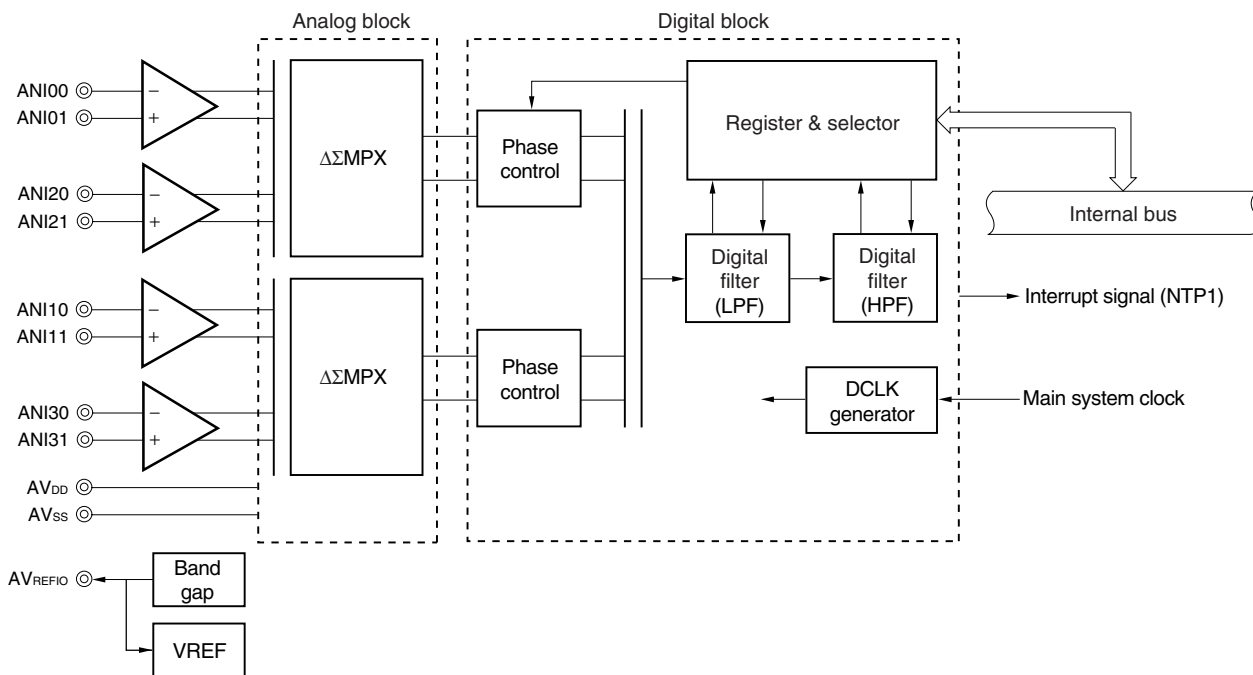 Analog block
Digital block
ANI00
−
ANI01
+
ΔΣMPX
Phase
control
Register & selector
ANI20
−
ANI21
+
Internal bus
Digital
filter
(LPF)
Digital
filter
(HPF)
Interrupt signal (NTP1)
ANI10
−
ANI11
+
ΔΣMPX
Phase
control
DCLK
generator
Main system clock
ANI30
−
ANI31
+
AVDD
AVSS
AVREFIO
Band
gap
VREF